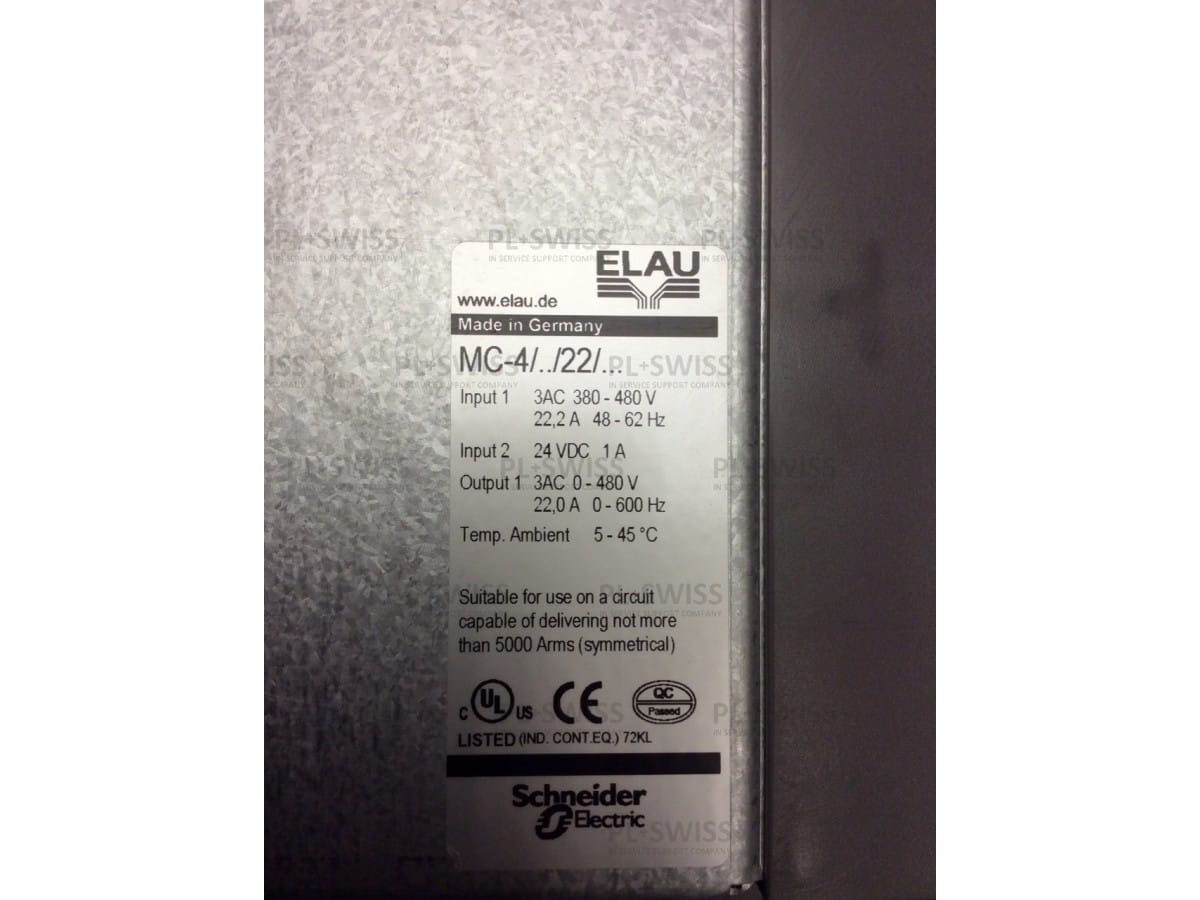 ELAU
www.elau.de
Made in Germany
MC-4/../22/...
Input 1 3AC 380 - 480 V
22,2 A 48 - 62 Hz
Input 2 24 VDC 1 A
Output 1 3AC 0 - 480 V
22,0 A 0 - 600 Hz
Temp. Ambient 5 - 45 °C
Suitable for use on a circuit
capable of delivering not more
than 5000 Arms (symmetrical)
C UL US CE QC Passed
LISTED (IND. CONT.EQ.) 72KL
Schneider
Electric
PL+SWISS
IN SERVICE SUPPORT COMPANY